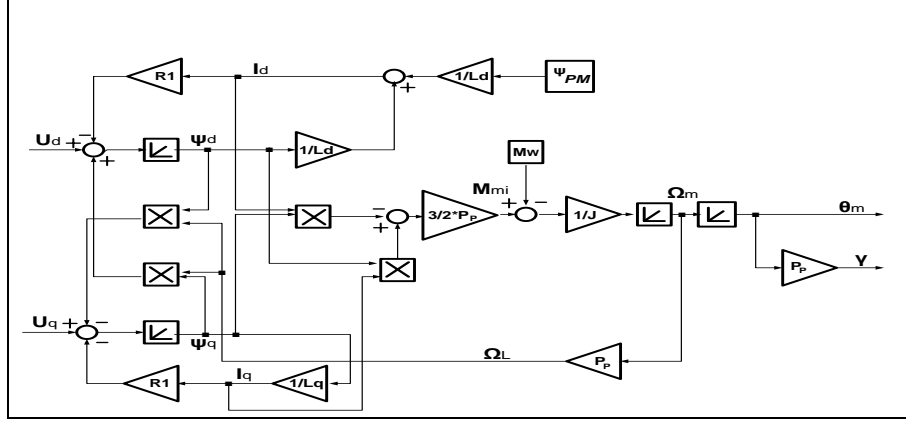 R1
Id
1/Ld
ΨPM
Ud
Ψd
1/Ld
Mw
Mmi
Ωm
3/2*PP
1/J
θm
PP
γ
Uq
Ψq
ΩL
PP
R1
Iq
1/Lq